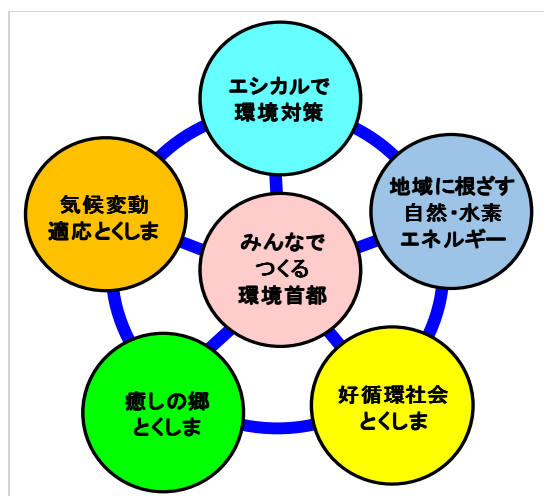 エシカルで
環境対策
地域に根ざす
自然・水素
エネルギー
気候変動
適応とくしま
みんなで
つくる
環境首都
癒しの郷
とくしま
好循環社会
とくしま